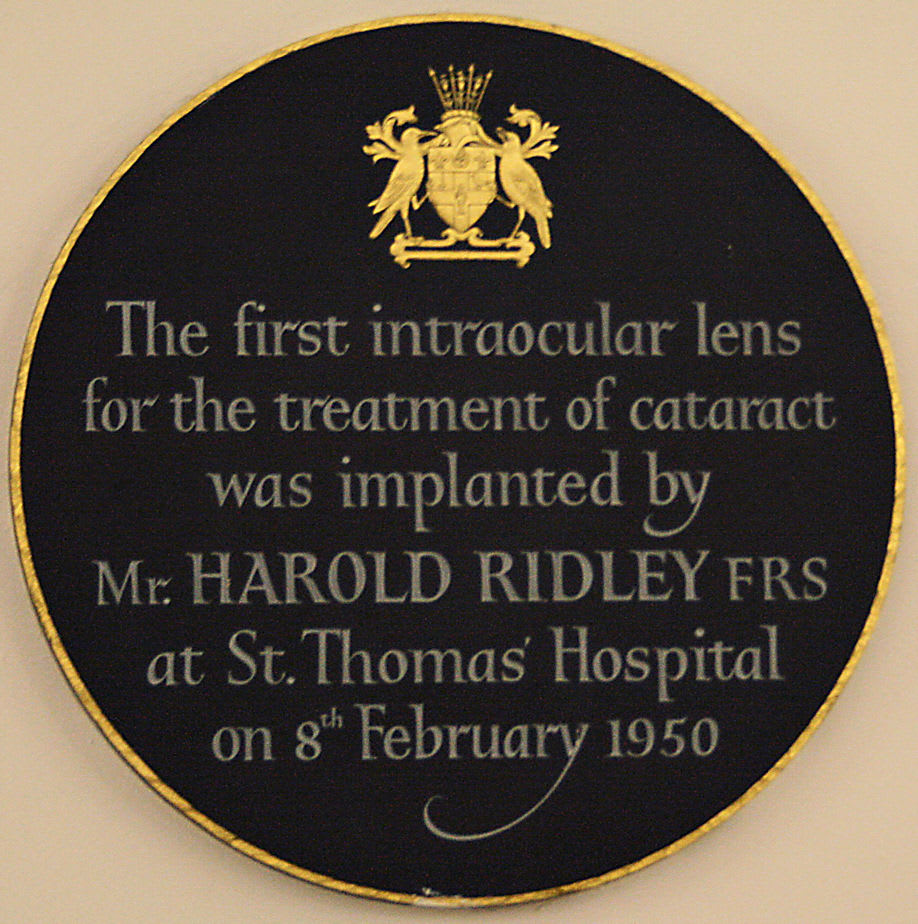 The first intraocular lens
for the treatment of cataract
was implanted by
Mr. HAROLD RIDLEY FRS
at St. Thomas' Hospital
on 8th February 1950